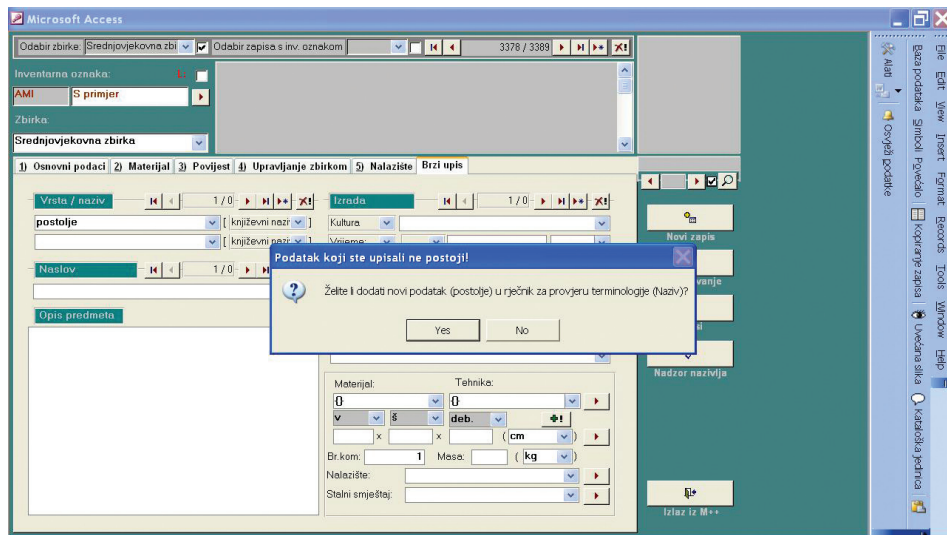 Microsoft Access
Odabir zbirke: Srednjovjekovna zbi Odabir zapisa s inv. oznakom 3378 / 3389
Inventarna oznaka:
AMI S primjer
Zbirka:
Srednjovjekovna zbirka
1) Osnovni podaci 2) Materijal 3) Povijest 4) Upravljanje zbirkom 5) Nalazište Brzi upis
Vrsta / naziv 1 / 0 Izrada 1 / 0
postolje [ književni naziv ] Kultura
[ književni naziv ] Vrijeme:
Naslov 1 / 0
Opis predmeta
Podatak koji ste upisali ne postoji!
Želite li dodati novi podatak (postolje) u rječnik za provjeru terminologije (Naziv)?
Yes No
Materijal: Tehnika:
{} {}
v š deb. +!
x x ( cm )
Br.kom: 1 Masa: ( kg )
Nalazište:
Stalni smještaj:
Novi zapis
Nadzor nazivlja
Izlaz iz M++
File Edit View Insert Format Records Tools Window Help
Baza podataka Simboli Povećalo Kopiranje zapisa Uvećana slika Kataloška jedinica
Alati Osvježi podatke